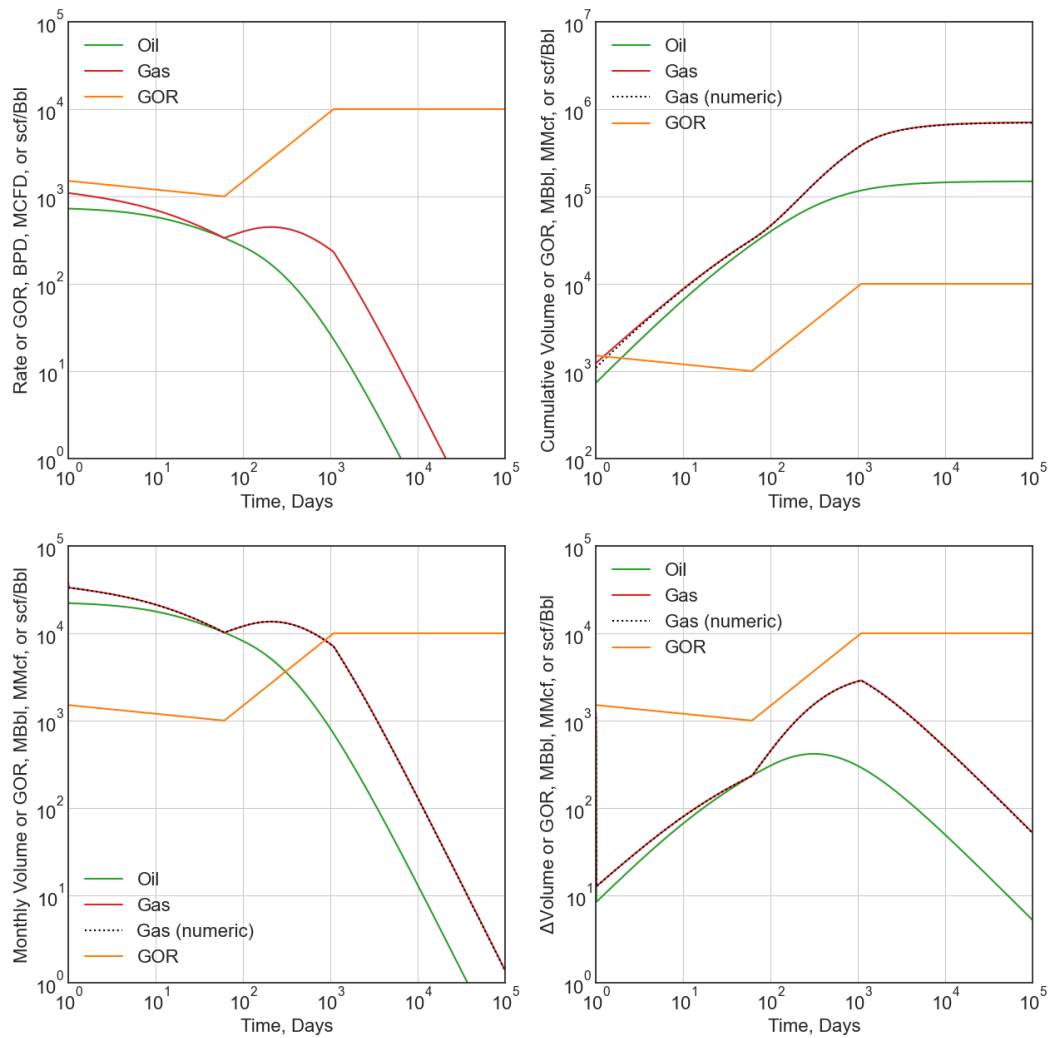 Rate or GOR, BPD, MCFD, or scf/Bbl
10^5
10^4
10^3
10^2
10^1
10^0
Oil
Gas
GOR
10^0 10^1 10^2 10^3 10^4 10^5
Time, Days
Cumulative Volume or GOR, MBbl, MMcf, or scf/Bbl
10^7
10^6
10^5
10^4
10^3
10^2
Oil
Gas
Gas (numeric)
GOR
10^0 10^1 10^2 10^3 10^4 10^5
Time, Days
Monthly Volume or GOR, MBbl, MMcf, or scf/Bbl
10^5
10^4
10^3
10^2
10^1
10^0
Oil
Gas
Gas (numeric)
GOR
10^0 10^1 10^2 10^3 10^4 10^5
Time, Days
ΔVolume or GOR, MBbl, MMcf, or scf/Bbl
10^5
10^4
10^3
10^2
10^1
10^0
Oil
Gas
Gas (numeric)
GOR
10^0 10^1 10^2 10^3 10^4 10^5
Time, Days